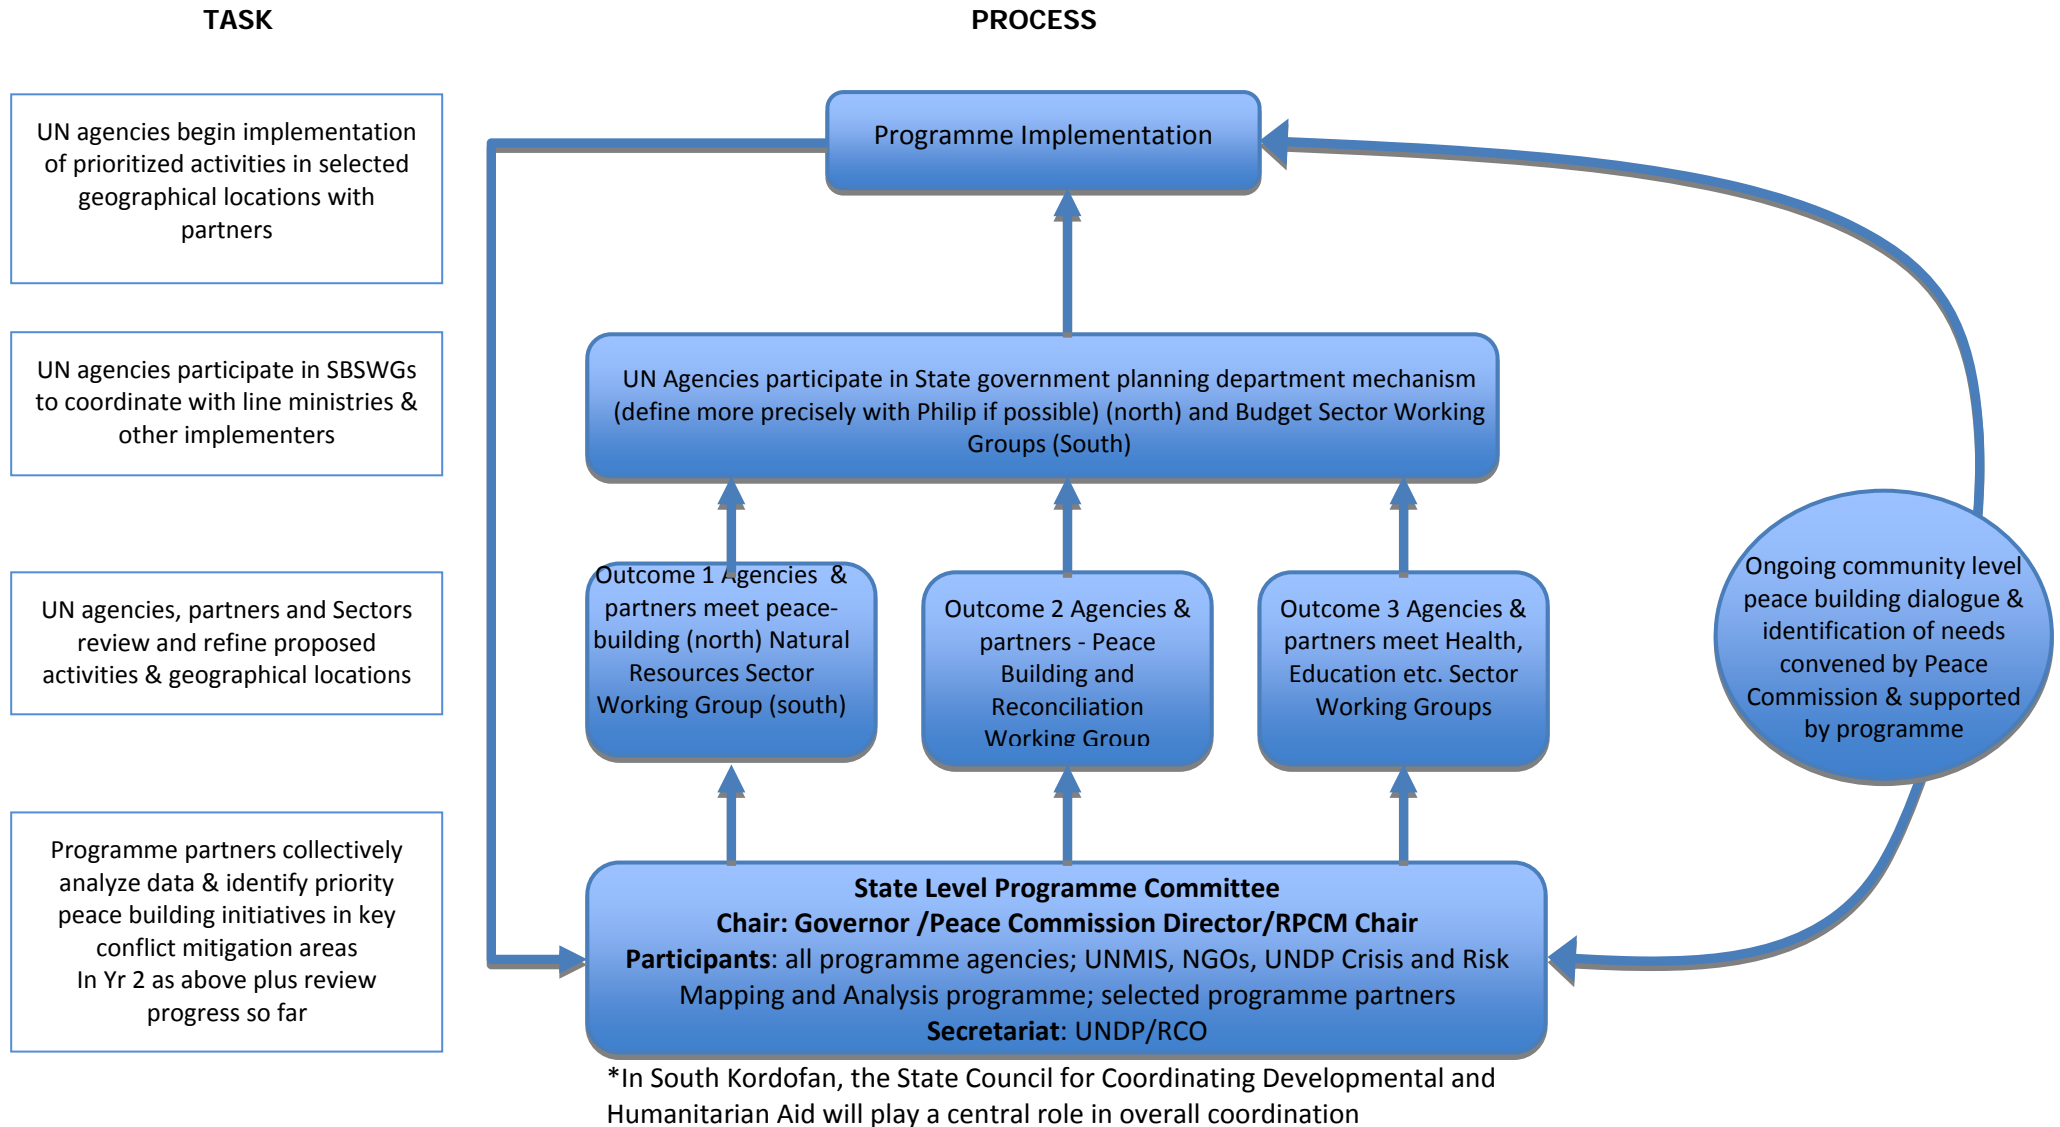 TASK
PROCESS
UN agencies begin implementation
of prioritized activities in selected
geographical locations with
partners
Programme Implementation
UN agencies participate in SBSWGs
to coordinate with line ministries &
other implementers
UN Agencies participate in State government planning department mechanism
(define more precisely with Philip if possible) (north) and Budget Sector Working
Groups (South)
UN agencies, partners and Sectors
review and refine proposed
activities & geographical locations
Outcome 1 Agencies &
partners meet peace-
building (north) Natural
Resources Sector
Working Group (south)
Outcome 2 Agencies &
partners - Peace
Building and
Reconciliation
Working Group
Outcome 3 Agencies &
partners meet Health,
Education etc. Sector
Working Groups
Ongoing community level
peace building dialogue &
identification of needs
convened by Peace
Commission & supported
by programme
Programme partners collectively
analyze data & identify priority
peace building initiatives in key
conflict mitigation areas
In Yr 2 as above plus review
progress so far
State Level Programme Committee
Chair: Governor /Peace Commission Director/RPCM Chair
Participants: all programme agencies; UNMIS, NGOs, UNDP Crisis and Risk
Mapping and Analysis programme; selected programme partners
Secretariat: UNDP/RCO
*In South Kordofan, the State Council for Coordinating Developmental and
Humanitarian Aid will play a central role in overall coordination